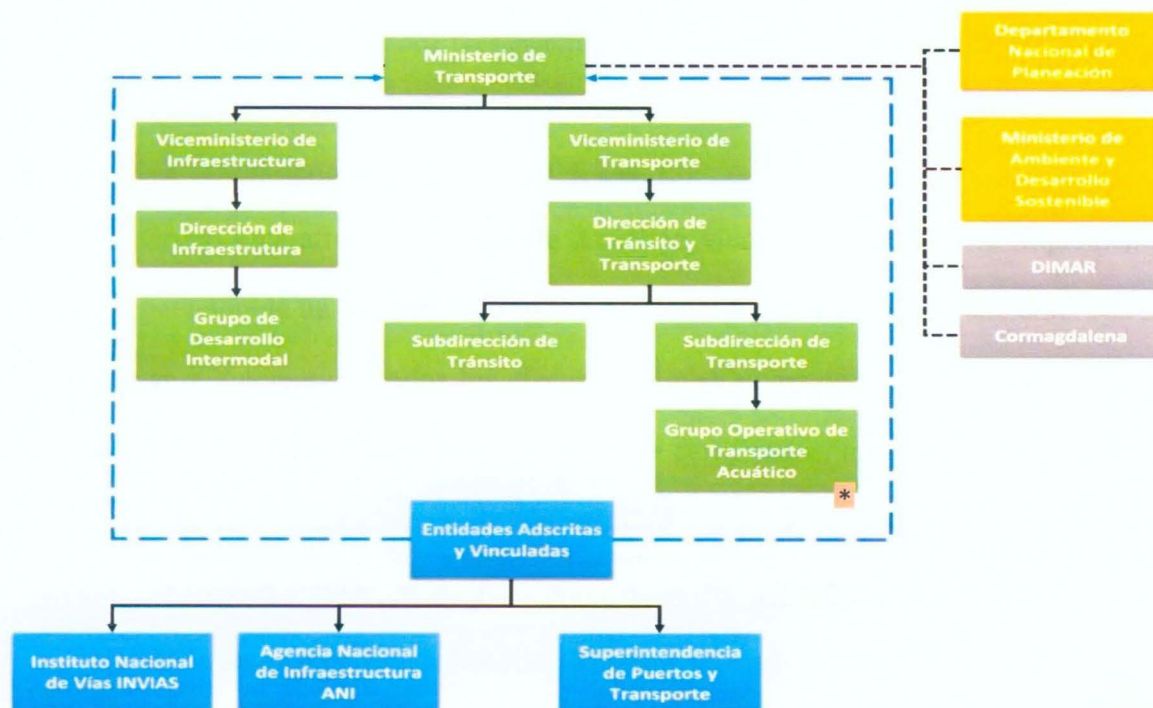 Ministerio de
Transporte
Departamento
Nacional de
Planeación
Viceministerio de
Infraestructura
Viceministerio de
Transporte
Ministerio de
Ambiente y
Desarrollo
Sostenible
Dirección de
Infraestrutura
Dirección de
Tránsito y
Transporte
DIMAR
Grupo de
Desarrollo
Intermodal
Subdirección de
Tránsito
Subdirección de
Transporte
Cormagdalena
Grupo Operativo de
Transporte
Acuático
*
Entidades Adscritas
y Vinculadas
Instituto Nacional
de Vías INVIAS
Agencia Nacional
de Infraestructura
ANI
Superintendencia
de Puertos y
Transporte